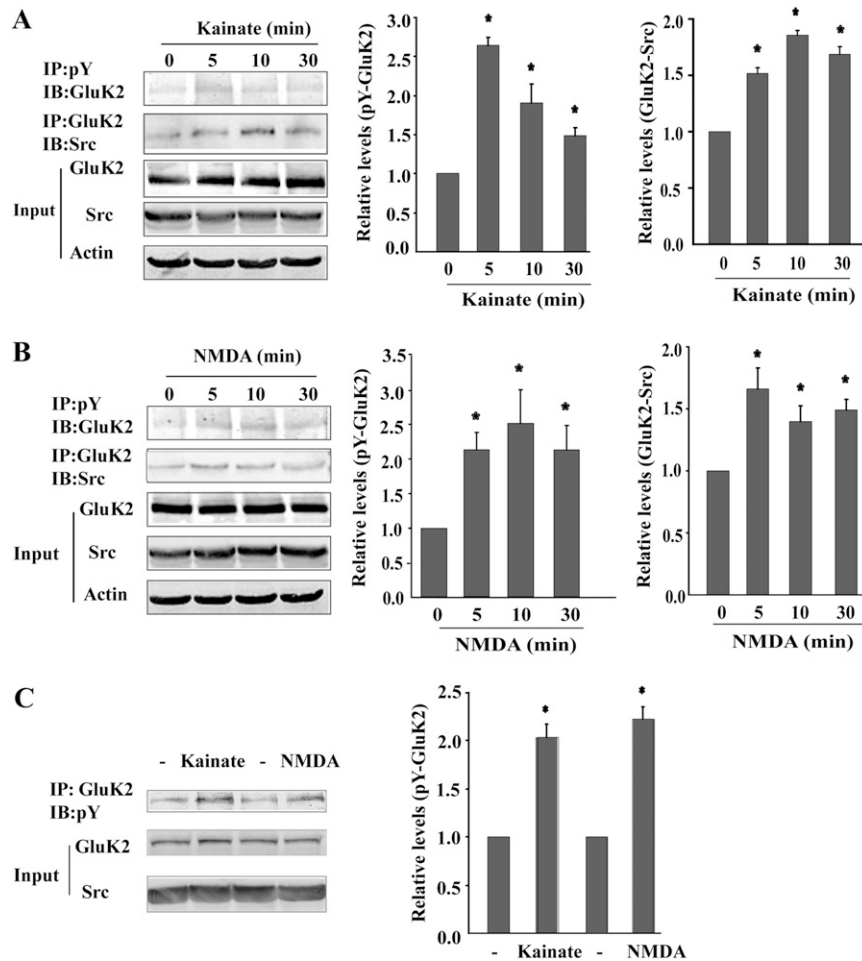 A
Kainate (min)
0 5 10 30
IP:pY
IB:GluK2
IP:GluK2
IB:Src
GluK2
Input
Src
Actin
Relative levels (pY-GluK2)
3.0
2.5
2.0
1.5
1.0
0.5
0.0
* * *
0 5 10 30
Kainate (min)
Relative levels (GluK2-Src)
2.0
1.5
1.0
0.5
0.0
* * *
0 5 10 30
Kainate (min)
B
NMDA (min)
0 5 10 30
IP:pY
IB:GluK2
IP:GluK2
IB:Src
GluK2
Input
Src
Actin
Relative levels (pY-GluK2)
3.5
3.0
2.5
2.0
1.5
1.0
0.5
0.0
* * *
0 5 10 30
NMDA (min)
Relative levels (GluK2-Src)
2.0
1.5
1.0
0.5
0.0
* * *
0 5 10 30
NMDA (min)
C
- Kainate - NMDA
IP: GluK2
IB:pY
GluK2
Input
Src
Relative levels (pY-GluK2)
2.5
2.0
1.5
1.0
0.5
0.0
* *
- Kainate - NMDA